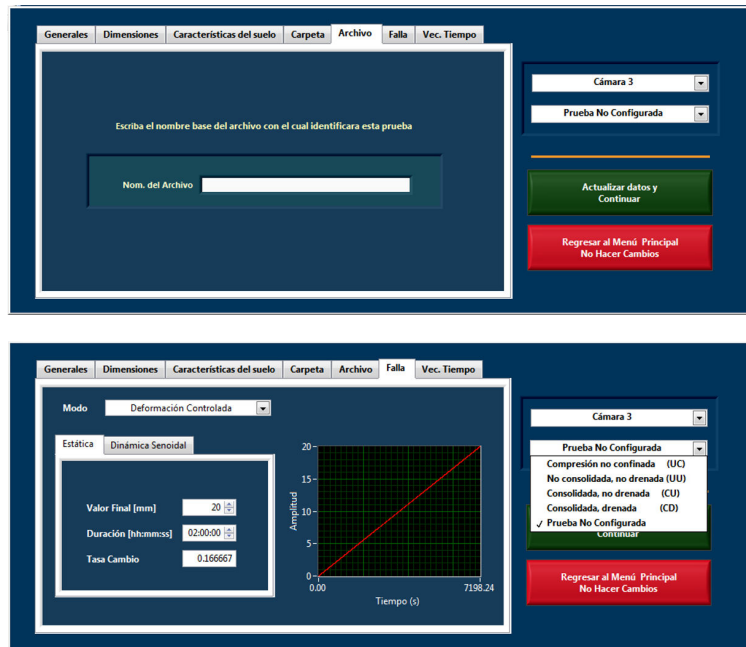 Generales Dimensiones Características del suelo Carpeta Archivo Falla Vec. Tiempo
Escriba el nombre base del archivo con el cual identificara esta prueba
Nom. del Archivo
Cámara 3
Prueba No Configurada
Actualizar datos y
Continuar
Regresar al Menú Principal
No Hacer Cambios
Generales Dimensiones Características del suelo Carpeta Archivo Falla Vec. Tiempo
Modo Deformación Controlada
Estática Dinámica Senoidal
Valor Final [mm] 20
Duración [hh:mm:ss] 02:00:00
Tasa Cambio 0.166667
Amplitud
20
15
10
5
0
0.00 7198.24
Tiempo (s)
Cámara 3
Prueba No Configurada
Compresión no confinada (UC)
No consolidada, no drenada (UU)
Consolidada, no drenada (CU)
Consolidada, drenada (CD)
✓ Prueba No Configurada
Continuar
Regresar al Menú Principal
No Hacer Cambios